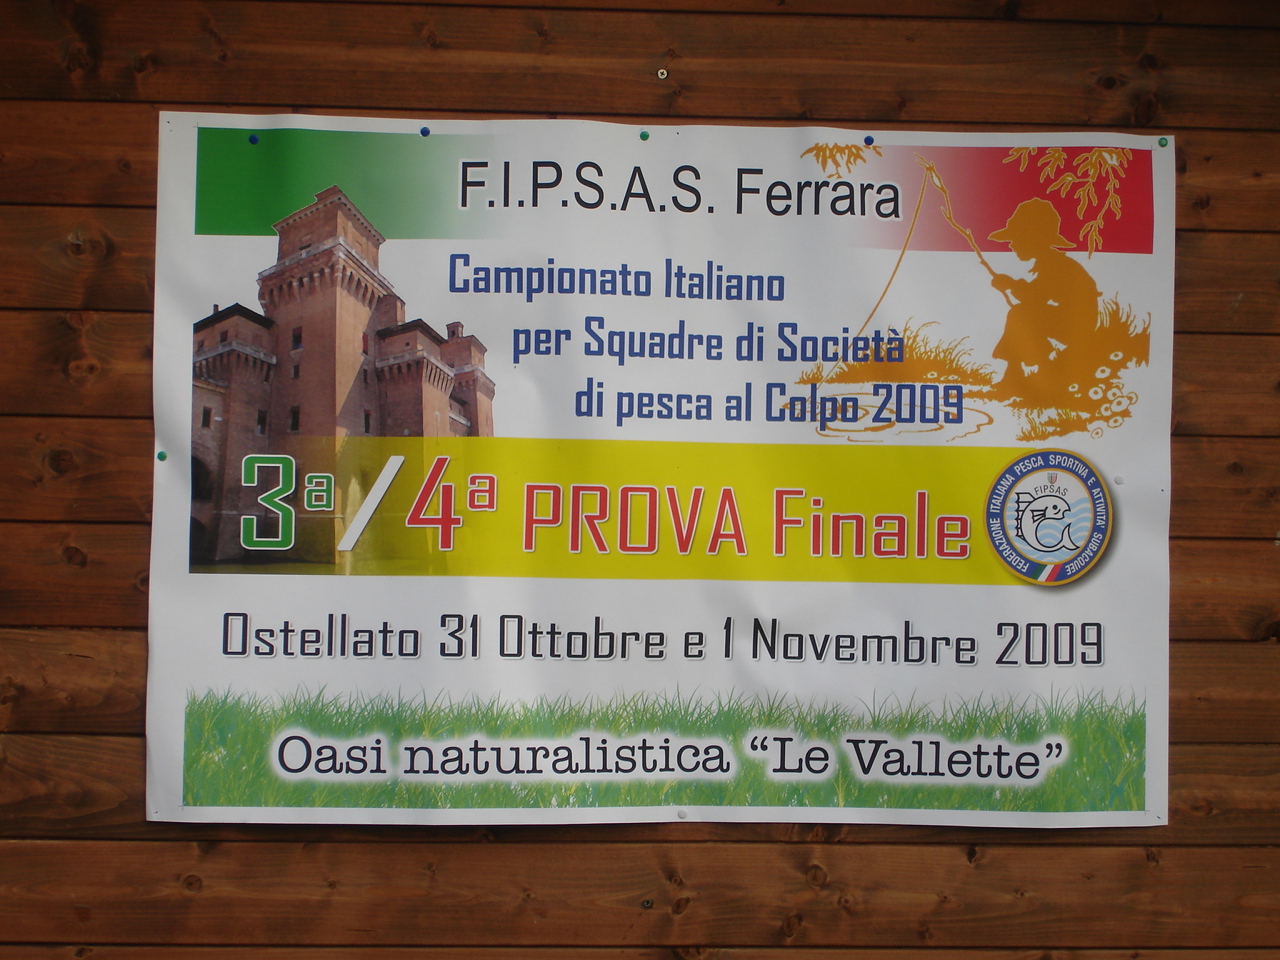 F.I.P.S.A.S. Ferrara
Campionato Italiano
per Squadre di Società
di pesca al Colpo 2009
3ª/4ª PROVA Finale
FEDERAZIONE ITALIANA PESCA SPORTIVA E ATTIVITA' SUBACQUEE
FIPSAS
Ostellato 31 Ottobre e 1 Novembre 2009
Oasi naturalistica “Le Vallette”